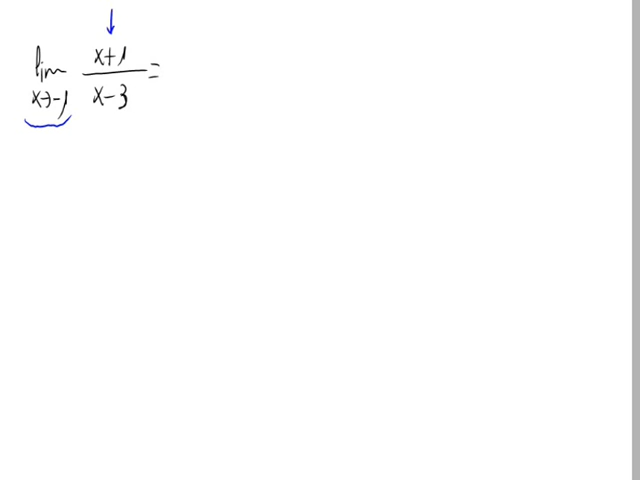 lim x+1 =
x→-1 x-3